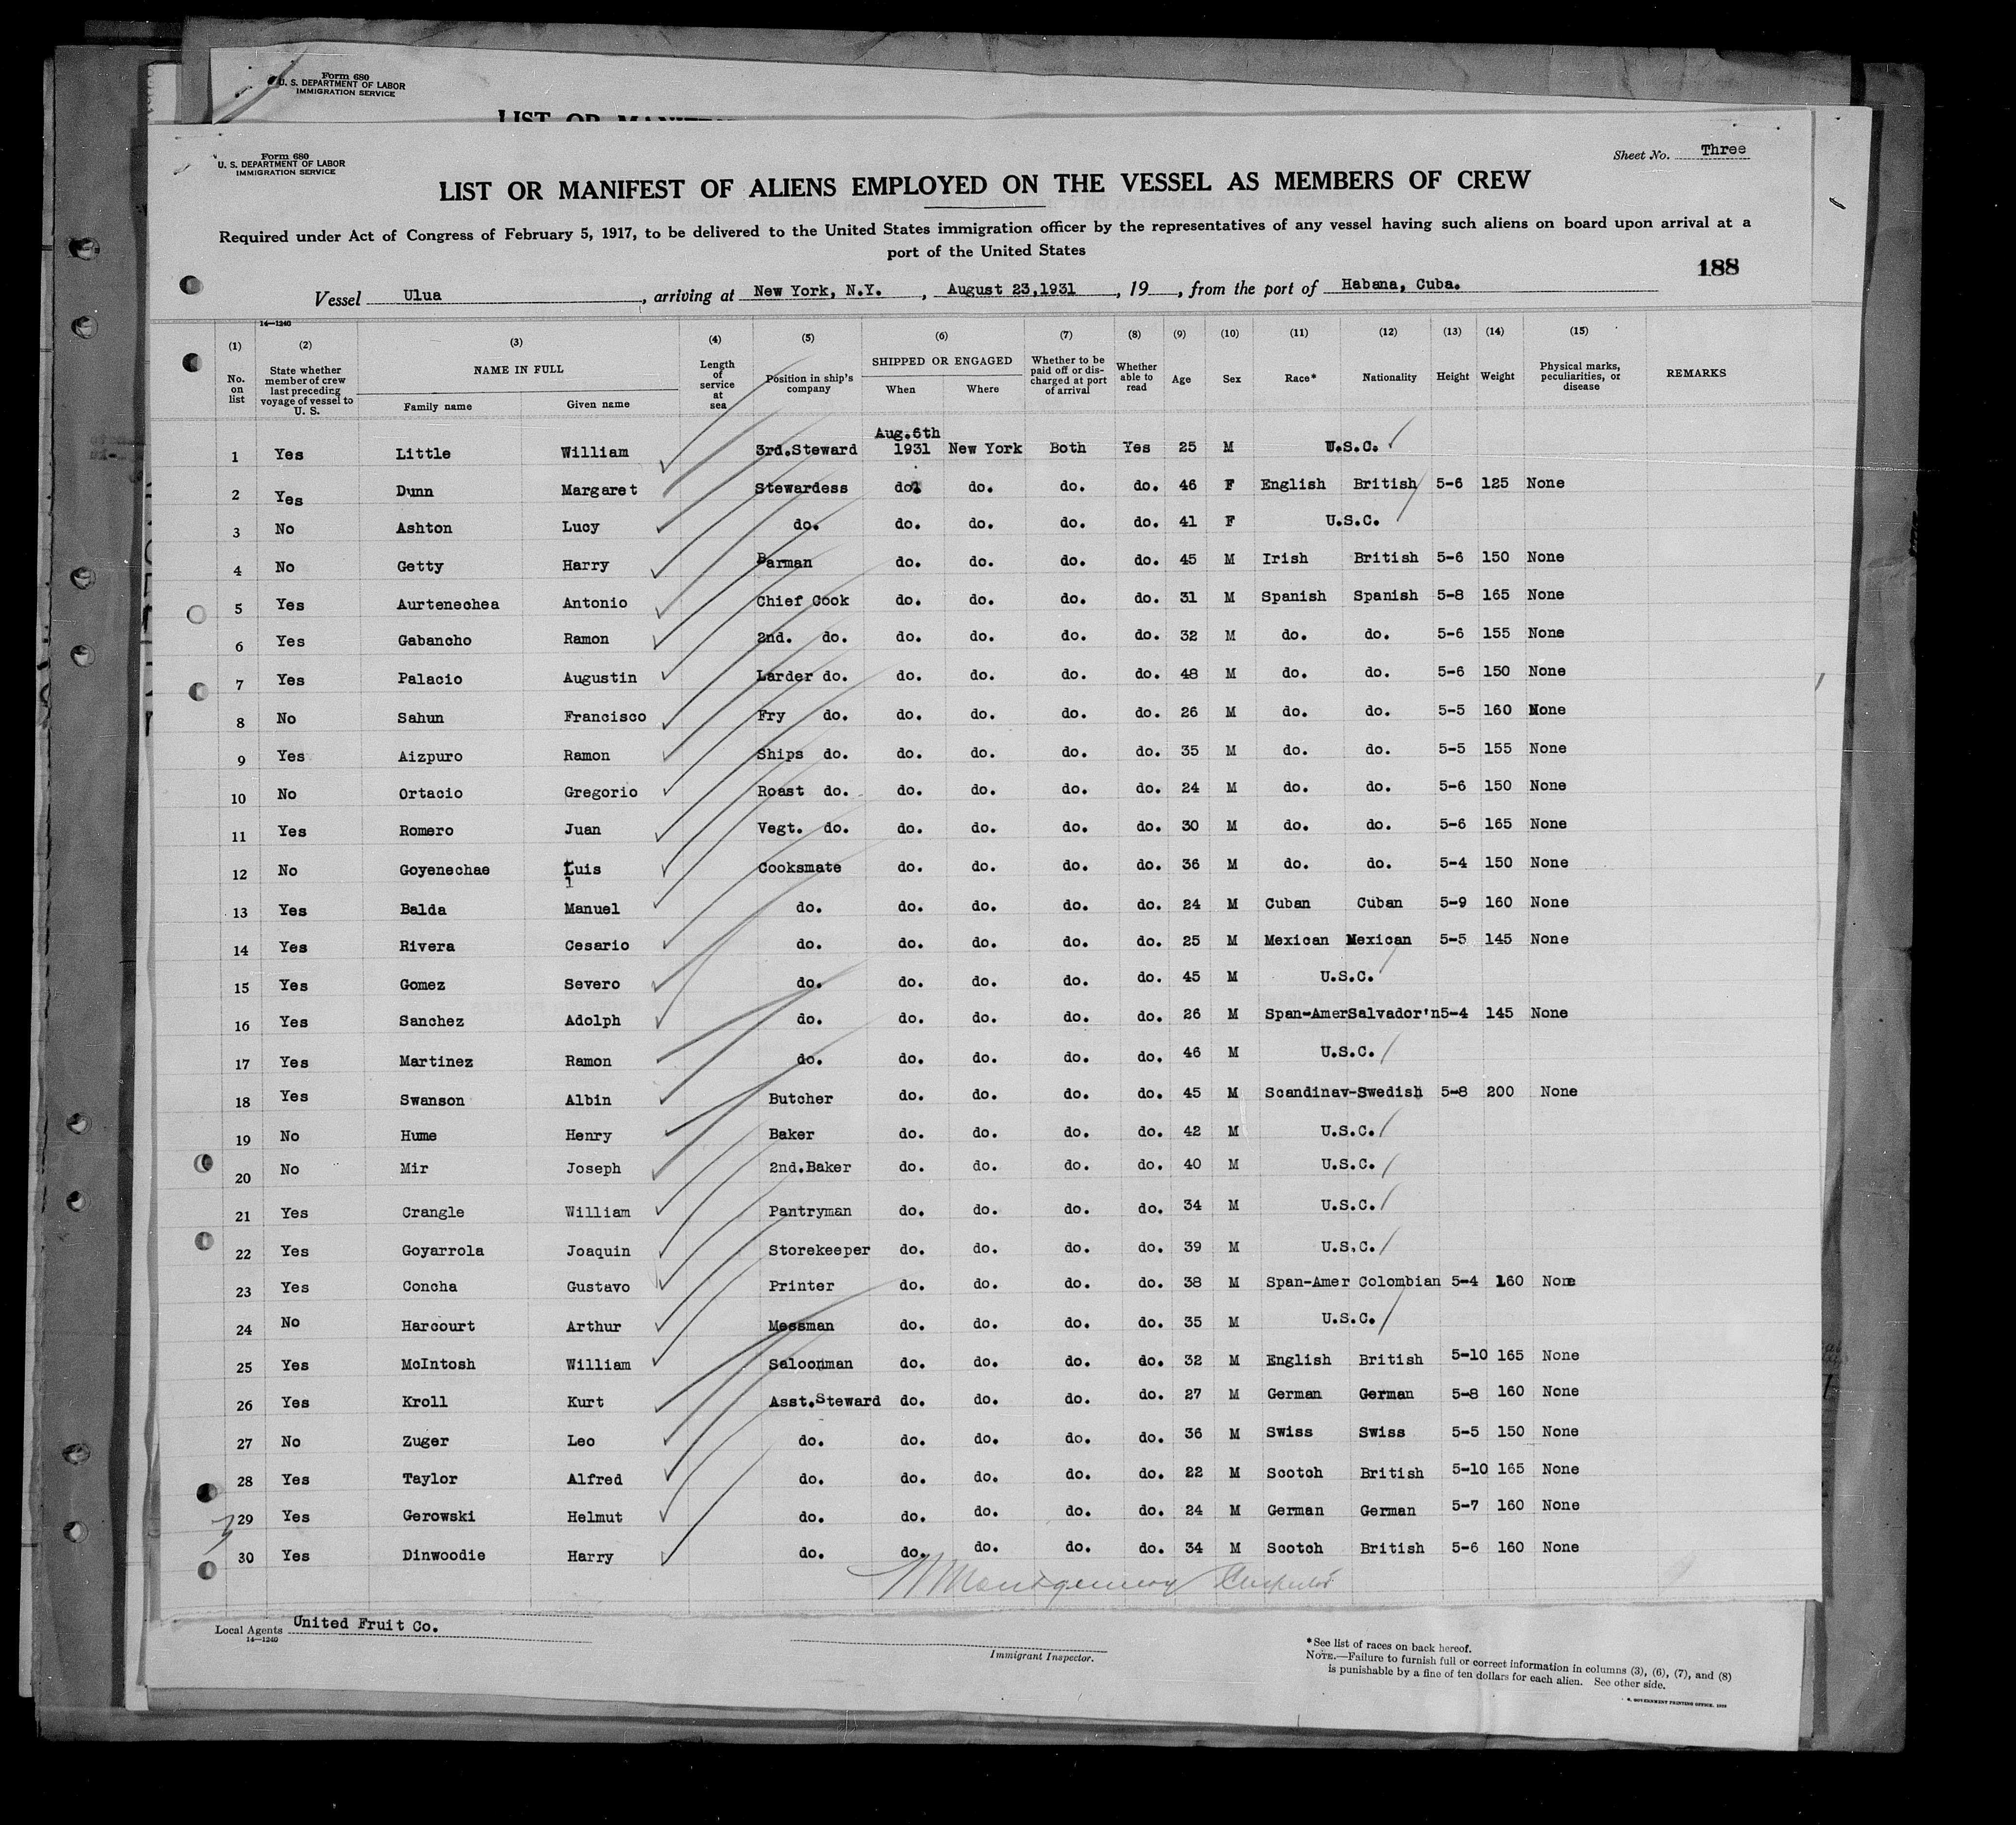 Form 680
U. S. DEPARTMENT OF LABOR
IMMIGRATION SERVICE
Form 680
U. S. DEPARTMENT OF LABOR
IMMIGRATION SERVICE
Sheet No. Three
LIST OR MANIFEST OF ALIENS EMPLOYED ON THE VESSEL AS MEMBERS OF CREW
Required under Act of Congress of February 5, 1917, to be delivered to the United States immigration officer by the representatives of any vessel having such aliens on board upon arrival at a
port of the United States
188
Vessel Ulua, arriving at New York, N.Y., August 23,1931, 19, from the port of Habana, Cuba.
14—1240
(1) (2) (3) (4) (5) (6) (7) (8) (9) (10) (11) (12) (13) (14) (15)
No. on list State whether member of crew last preceding voyage of vessel to U. S. NAME IN FULL Family name Given name Length of service at sea Position in ship's company SHIPPED OR ENGAGED When Where Whether to be paid off or discharged at port of arrival Whether able to read Age Sex Race* Nationality Height Weight Physical marks, peculiarities, or disease REMARKS
1 Yes Little William 3rd.Steward Aug.6th 1931 New York Both Yes 25 M U.S.C.
2 Yes Dunn Margaret Stewardess do. do. do. do. 46 F English British 5-6 125 None
3 No Ashton Lucy do. do. do. do. do. 41 F U.S.C.
4 No Getty Harry Barman do. do. do. do. 45 M Irish British 5-6 150 None
5 Yes Aurtenechea Antonio Chief Cook do. do. do. do. 31 M Spanish Spanish 5-8 165 None
6 Yes Gabancho Ramon 2nd. do. do. do. do. do. 32 M do. do. 5-6 155 None
7 Yes Palacio Augustin Larder do. do. do. do. do. 48 M do. do. 5-6 150 None
8 No Sahun Francisco Fry do. do. do. do. do. 26 M do. do. 5-5 160 None
9 Yes Aizpuro Ramon Ships do. do. do. do. do. 35 M do. do. 5-5 155 None
10 No Ortacio Gregorio Roast do. do. do. do. do. 24 M do. do. 5-6 150 None
11 Yes Romero Juan Vegt. do. do. do. do. do. 30 M do. do. 5-6 165 None
12 No Goyenechae Luis Cooksmate do. do. do. do. 36 M do. do. 5-4 150 None
13 Yes Balda Manuel do. do. do. do. do. 24 M Cuban Cuban 5-9 160 None
14 Yes Rivera Cesario do. do. do. do. do. 25 M Mexican Mexican 5-5 145 None
15 Yes Gomez Severo do. do. do. do. do. 45 M U.S.C.
16 Yes Sanchez Adolph do. do. do. do. do. 26 M Span-Amer Salvador'n 5-4 145 None
17 Yes Martinez Ramon do. do. do. do. do. 46 M U.S.C.
18 Yes Swanson Albin Butcher do. do. do. do. 45 M Scandinav-Swedish 5-8 200 None
19 No Hume Henry Baker do. do. do. do. 42 M U.S.C.
20 No Mir Joseph 2nd.Baker do. do. do. do. 40 M U.S.C.
21 Yes Crangle William Pantryman do. do. do. do. 34 M U.S.C.
22 Yes Goyarrola Joaquin Storekeeper do. do. do. do. 39 M U.S.C.
23 Yes Concha Gustavo Printer do. do. do. do. 38 M Span-Amer Colombian 5-4 160 None
24 No Harcourt Arthur Messman do. do. do. do. 35 M U.S.C.
25 Yes McIntosh William Saloonman do. do. do. do. 32 M English British 5-10 165 None
26 Yes Kroll Kurt Asst.Steward do. do. do. do. 27 M German German 5-8 160 None
27 No Zuger Leo do. do. do. do. do. 36 M Swiss Swiss 5-5 150 None
28 Yes Taylor Alfred do. do. do. do. do. 22 M Scotch British 5-10 165 None
29 Yes Gerowski Helmut do. do. do. do. do. 24 M German German 5-7 160 None
30 Yes Dinwoodie Harry do. do. do. do. do. 34 M Scotch British 5-6 160 None
Montgomery
Local Agents United Fruit Co.
14—1240
Immigrant Inspector.
*See list of races on back hereof.
NOTE.—Failure to furnish full or correct information in columns (3), (6), (7), and (8)
is punishable by a fine of ten dollars for each alien. See other side.